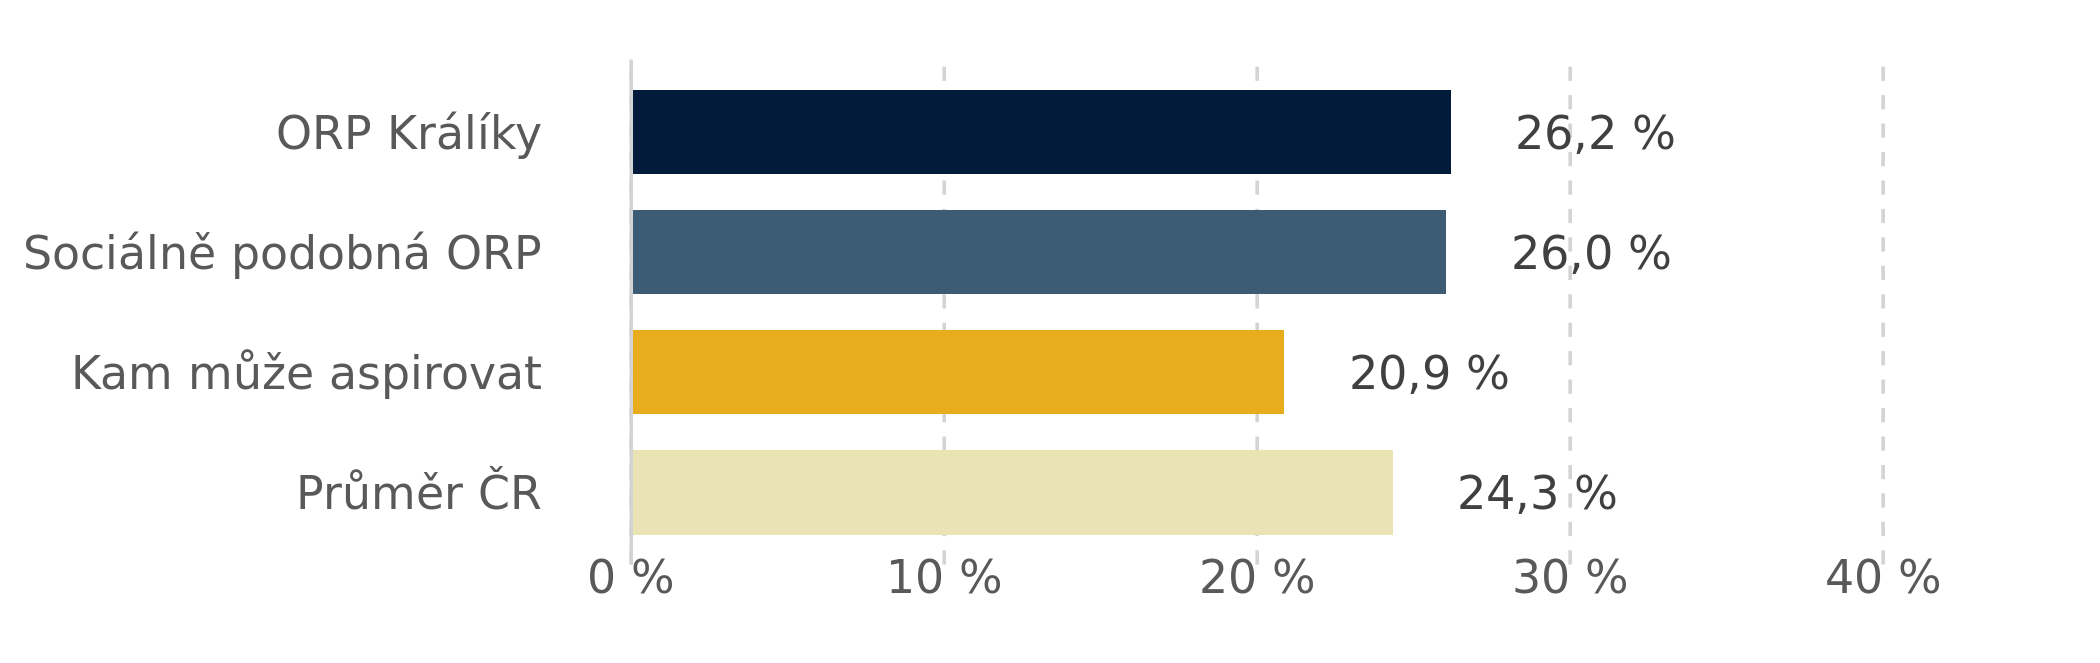 ORP Králíky 26,2 %
Sociálně podobná ORP 26,0 %
Kam může aspirovat 20,9 %
Průměr ČR 24,3 %
0 % 10 % 20 % 30 % 40 %